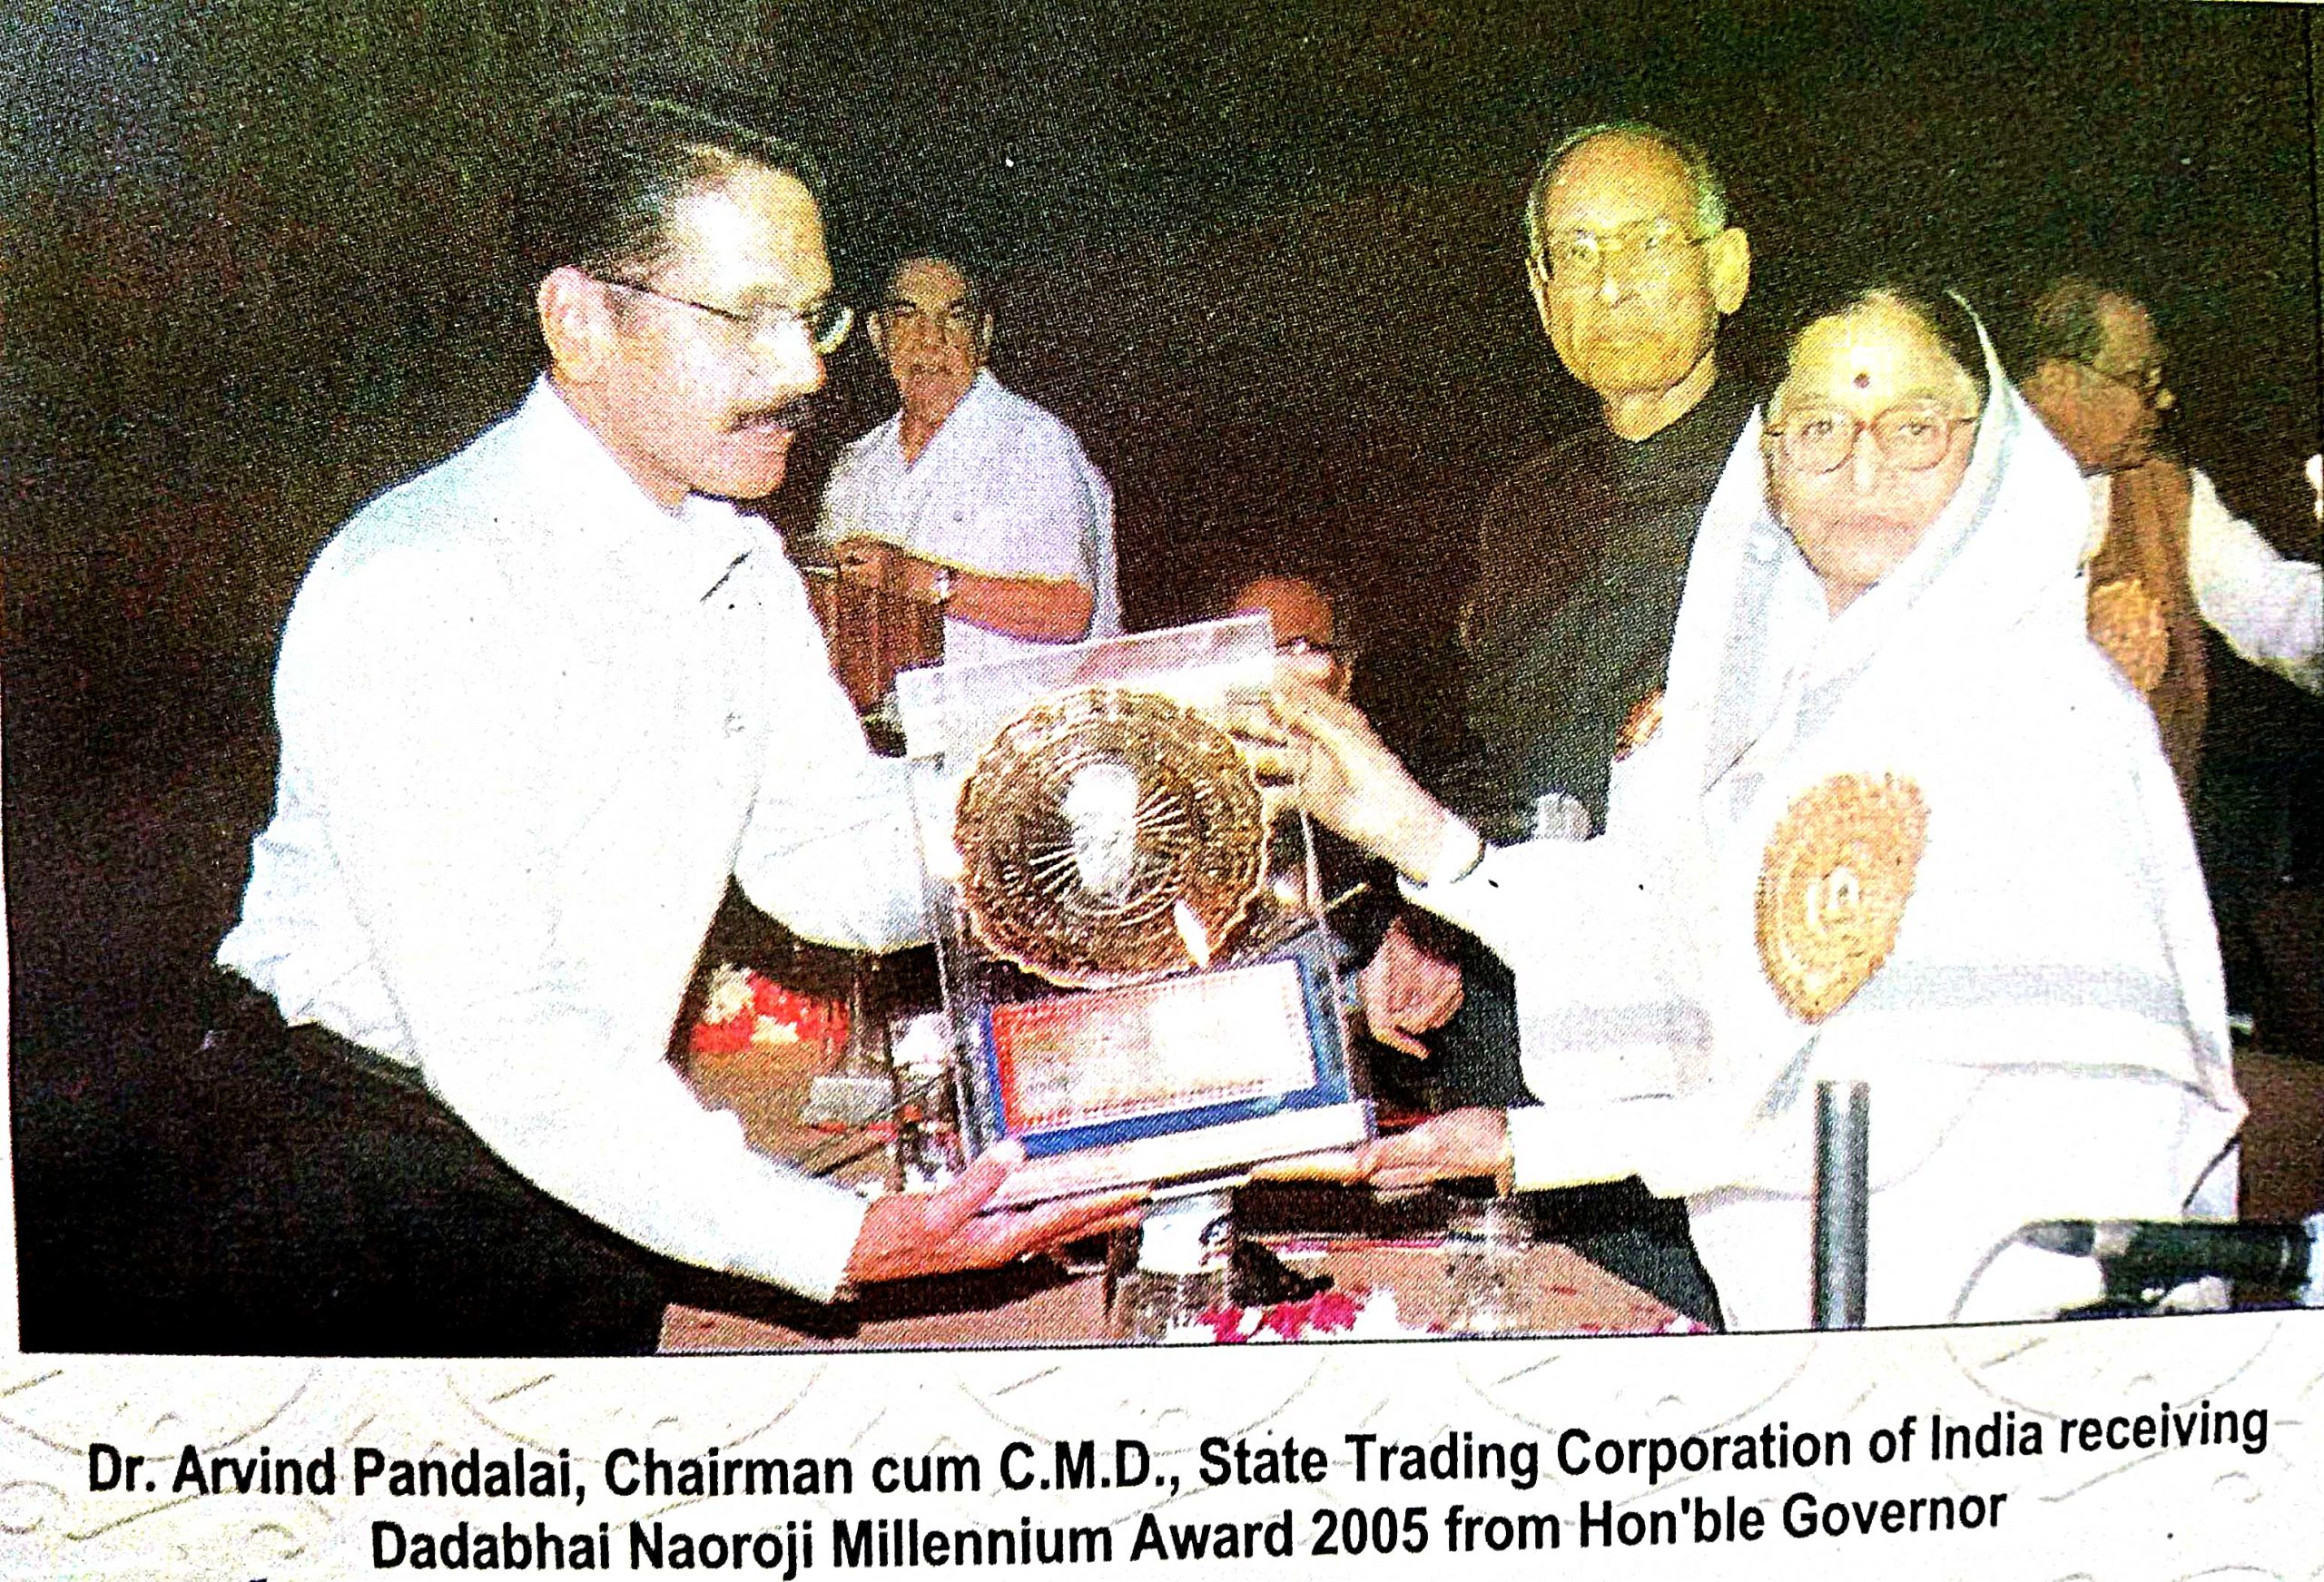 Dr. Arvind Pandalai, Chairman cum C.M.D., State Trading Corporation of India receiving
Dadabhai Naoroji Millennium Award 2005 from Hon'ble Governor